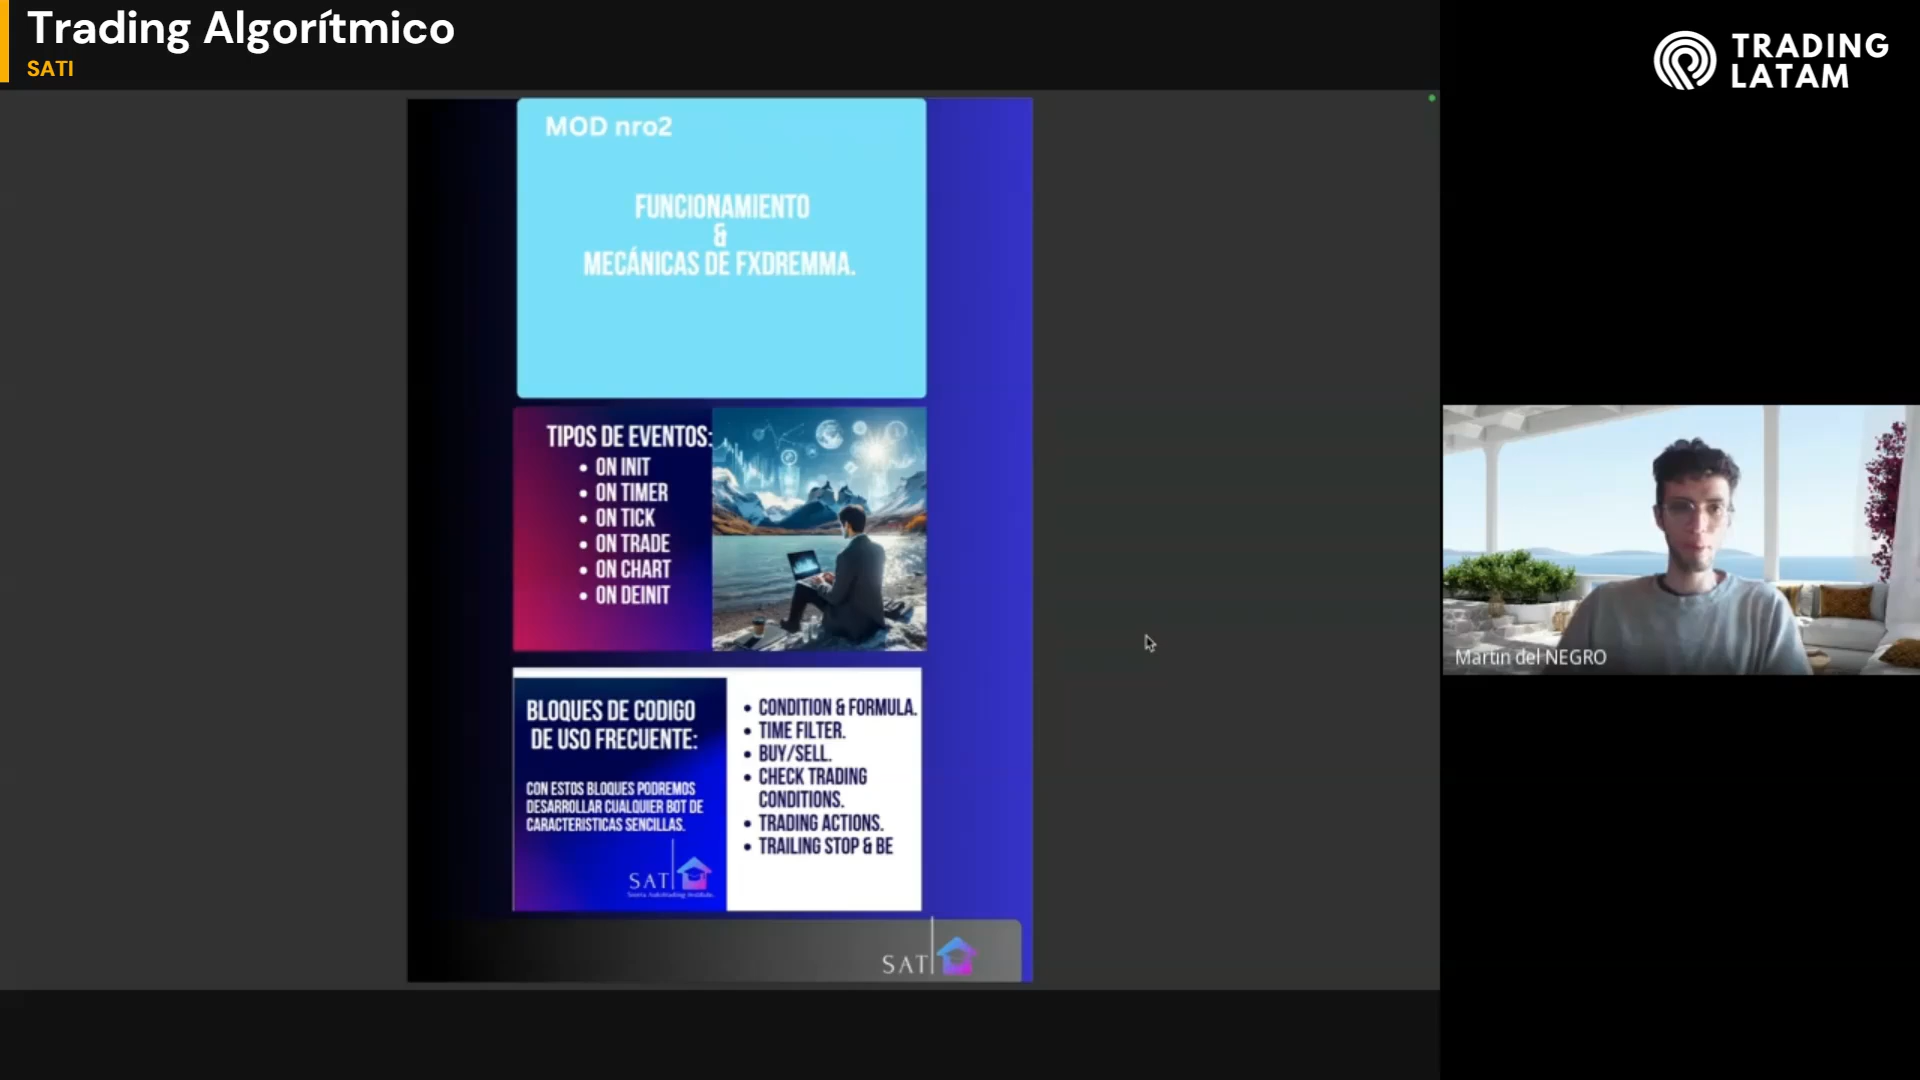 Trading Algorítmico
SATI
TRADING
LATAM
MOD nro2
FUNCIONAMIENTO
&
MECÁNICAS DE FXDREMMA.
TIPOS DE EVENTOS:
• ON INIT
• ON TIMER
• ON TICK
• ON TRADE
• ON CHART
• ON DEINIT
BLOQUES DE CODIGO
DE USO FRECUENTE:
CON ESTOS BLOQUES PODREMOS
DESARROLLAR CUALQUIER BOT DE
CARACTERISTICAS SENCILLAS.
SAT
• CONDITION & FORMULA.
• TIME FILTER.
• BUY/SELL.
• CHECK TRADING
CONDITIONS.
• TRADING ACTIONS.
• TRAILING STOP & BE
SAT
Martin del NEGRO